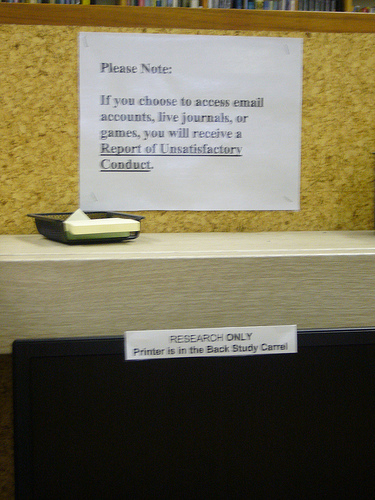 Please Note:
If you choose to access email
accounts, live journals, or
games, you will receive a
Report of Unsatisfactory
Conduct.
RESEARCH ONLY
Printer is in the Back Study Carrel